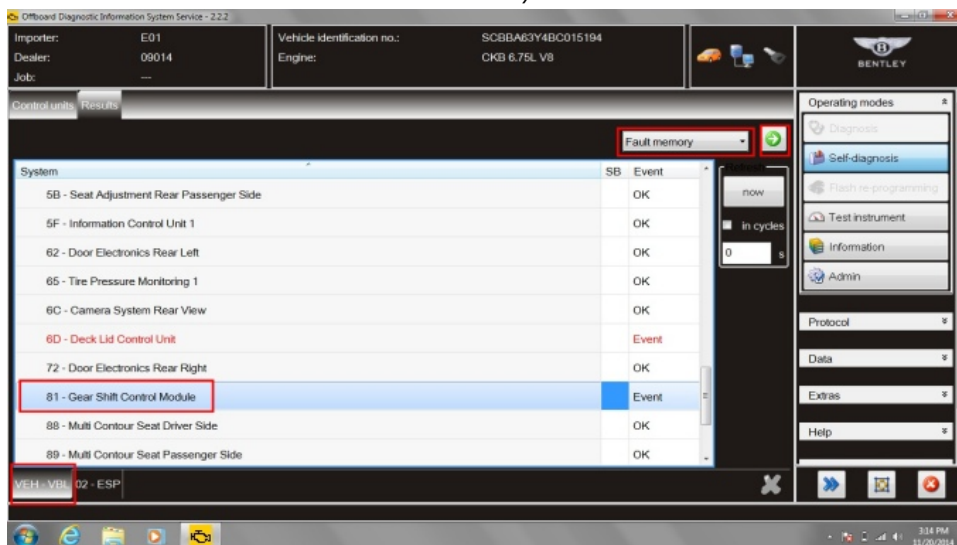 Offboard Diagnostic Information System Service - 2.2.2
Importer: E01
Dealer: 09014
Job: ---
Vehicle identification no.: SCBBA63Y4BC015194
Engine: CKB 6.75L V8
BENTLEY
Control units Results
Fault memory
System SB Event
5B - Seat Adjustment Rear Passenger Side OK
5F - Information Control Unit 1 OK
62 - Door Electronics Rear Left OK
65 - Tire Pressure Monitoring 1 OK
6C - Camera System Rear View OK
6D - Deck Lid Control Unit Event
72 - Door Electronics Rear Right OK
81 - Gear Shift Control Module Event
88 - Multi Contour Seat Driver Side OK
89 - Multi Contour Seat Passenger Side OK
now
in cycles
0 s
Operating modes
Diagnosis
Self-diagnosis
Flash re-programming
Test instrument
Information
Admin
Protocol
Data
Extras
Help
VEH - VBL 02 - ESP
3:14 PM
11/20/2014